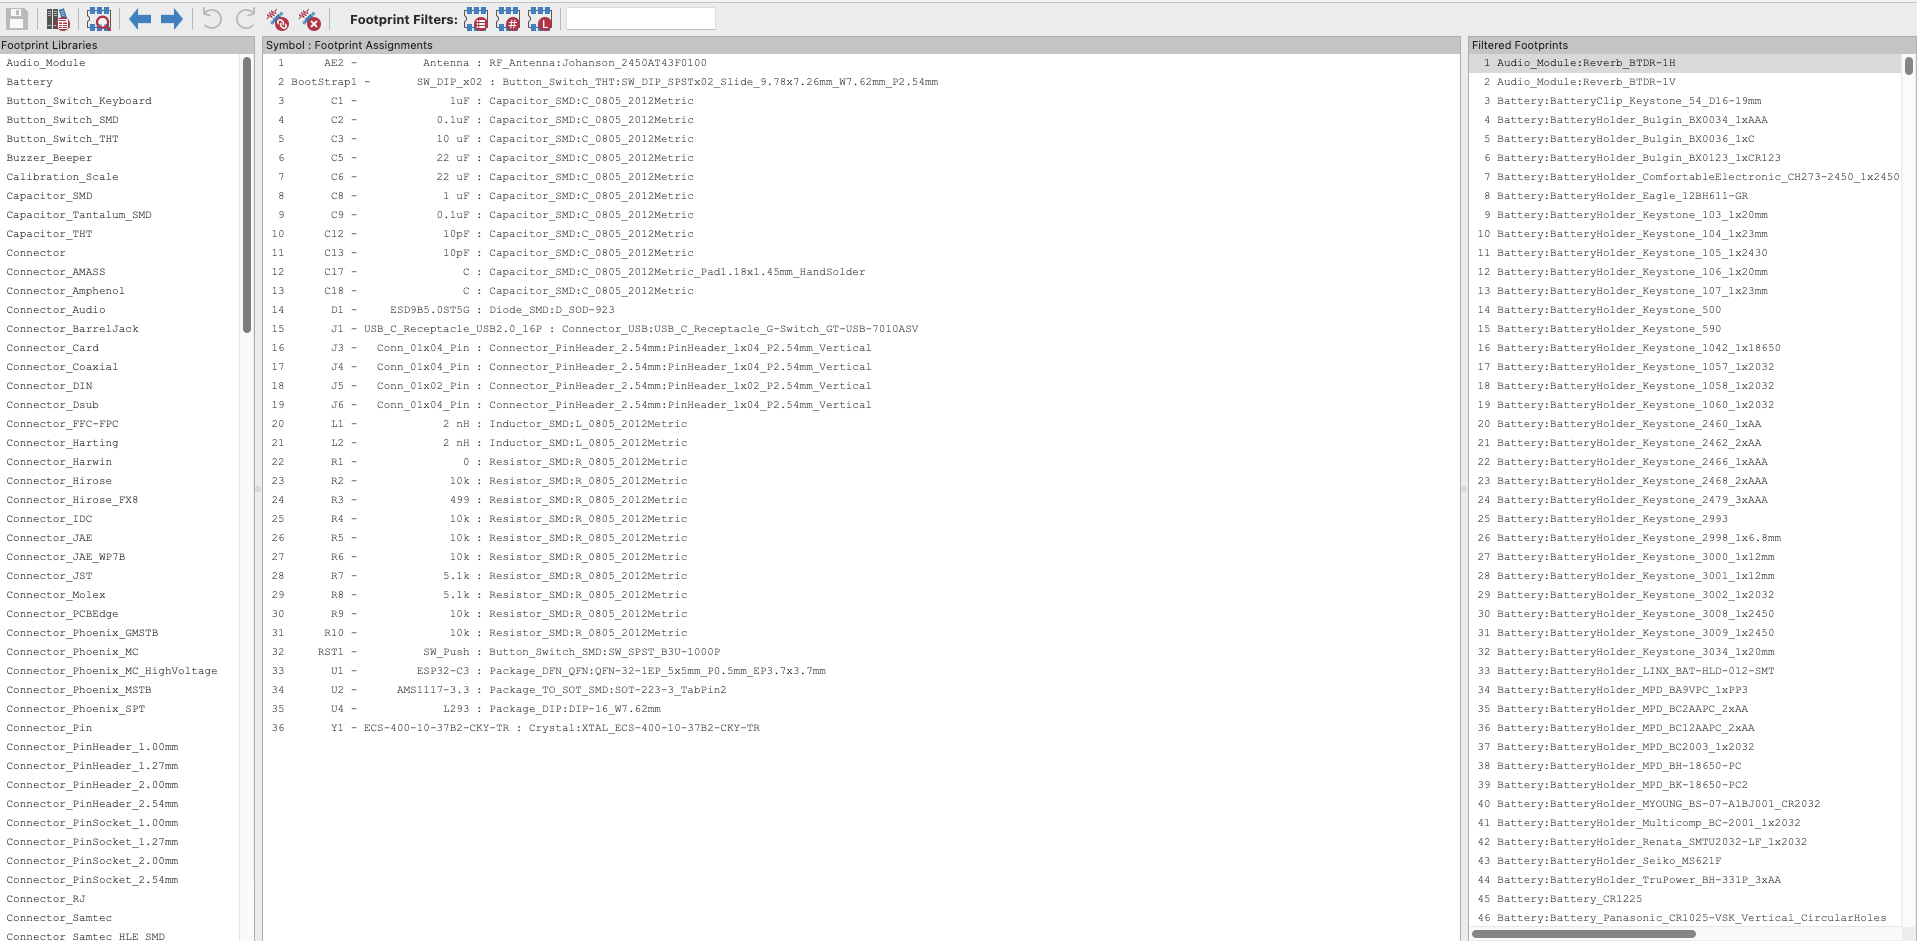 Footprint Filters:
Footprint Libraries
Audio_Module
Battery
Button_Switch_Keyboard
Button_Switch_SMD
Button_Switch_THT
Buzzer_Beeper
Calibration_Scale
Capacitor_SMD
Capacitor_Tantalum_SMD
Capacitor_THT
Connector
Connector_AMASS
Connector_Amphenol
Connector_Audio
Connector_BarrelJack
Connector_Card
Connector_Coaxial
Connector_DIN
Connector_Dsub
Connector_FFC-FPC
Connector_Harting
Connector_Harwin
Connector_Hirose
Connector_Hirose_FX8
Connector_IDC
Connector_JAE
Connector_JAE_WP7B
Connector_JST
Connector_Molex
Connector_PCBEdge
Connector_Phoenix_GMSTB
Connector_Phoenix_MC
Connector_Phoenix_MC_HighVoltage
Connector_Phoenix_MSTB
Connector_Phoenix_SPT
Connector_Pin
Connector_PinHeader_1.00mm
Connector_PinHeader_1.27mm
Connector_PinHeader_2.00mm
Connector_PinHeader_2.54mm
Connector_PinSocket_1.00mm
Connector_PinSocket_1.27mm
Connector_PinSocket_2.00mm
Connector_PinSocket_2.54mm
Connector_RJ
Connector_Samtec
Connector_Samtec_HLE_SMD
Symbol : Footprint Assignments
1 AE2 - Antenna : RF_Antenna:Johanson_2450AT43F0100
2 BootStrap1 - SW_DIP_x02 : Button_Switch_THT:SW_DIP_SPSTx02_Slide_9.78x7.26mm_W7.62mm_P2.54mm
3 C1 - 1uF : Capacitor_SMD:C_0805_2012Metric
4 C2 - 0.1uF : Capacitor_SMD:C_0805_2012Metric
5 C3 - 10 uF : Capacitor_SMD:C_0805_2012Metric
6 C5 - 22 uF : Capacitor_SMD:C_0805_2012Metric
7 C6 - 22 uF : Capacitor_SMD:C_0805_2012Metric
8 C8 - 1 uF : Capacitor_SMD:C_0805_2012Metric
9 C9 - 0.1uF : Capacitor_SMD:C_0805_2012Metric
10 C12 - 10pF : Capacitor_SMD:C_0805_2012Metric
11 C13 - 10pF : Capacitor_SMD:C_0805_2012Metric
12 C17 - C : Capacitor_SMD:C_0805_2012Metric_Pad1.18x1.45mm_HandSolder
13 C18 - C : Capacitor_SMD:C_0805_2012Metric
14 D1 - ESD9B5.0ST5G : Diode_SMD:D_SOD-923
15 J1 - USB_C_Receptacle_USB2.0_16P : Connector_USB:USB_C_Receptacle_G-Switch_GT-USB-7010ASV
16 J3 - Conn_01x04_Pin : Connector_PinHeader_2.54mm:PinHeader_1x04_P2.54mm_Vertical
17 J4 - Conn_01x04_Pin : Connector_PinHeader_2.54mm:PinHeader_1x04_P2.54mm_Vertical
18 J5 - Conn_01x02_Pin : Connector_PinHeader_2.54mm:PinHeader_1x02_P2.54mm_Vertical
19 J6 - Conn_01x04_Pin : Connector_PinHeader_2.54mm:PinHeader_1x04_P2.54mm_Vertical
20 L1 - 2 nH : Inductor_SMD:L_0805_2012Metric
21 L2 - 2 nH : Inductor_SMD:L_0805_2012Metric
22 R1 - 0 : Resistor_SMD:R_0805_2012Metric
23 R2 - 10k : Resistor_SMD:R_0805_2012Metric
24 R3 - 499 : Resistor_SMD:R_0805_2012Metric
25 R4 - 10k : Resistor_SMD:R_0805_2012Metric
26 R5 - 10k : Resistor_SMD:R_0805_2012Metric
27 R6 - 10k : Resistor_SMD:R_0805_2012Metric
28 R7 - 5.1k : Resistor_SMD:R_0805_2012Metric
29 R8 - 5.1k : Resistor_SMD:R_0805_2012Metric
30 R9 - 10k : Resistor_SMD:R_0805_2012Metric
31 R10 - 10k : Resistor_SMD:R_0805_2012Metric
32 RST1 - SW_Push : Button_Switch_SMD:SW_SPST_B3U-1000P
33 U1 - ESP32-C3 : Package_DFN_QFN:QFN-32-1EP_5x5mm_P0.5mm_EP3.7x3.7mm
34 U2 - AMS1117-3.3 : Package_TO_SOT_SMD:SOT-223-3_TabPin2
35 U4 - L293 : Package_DIP:DIP-16_W7.62mm
36 Y1 - ECS-400-10-37B2-CKY-TR : Crystal:XTAL_ECS-400-10-37B2-CKY-TR
Filtered Footprints
1 Audio_Module:Reverb_BTDR-1H
2 Audio_Module:Reverb_BTDR-1V
3 Battery:BatteryClip_Keystone_54_D16-19mm
4 Battery:BatteryHolder_Bulgin_BX0034_1xAAA
5 Battery:BatteryHolder_Bulgin_BX0036_1xC
6 Battery:BatteryHolder_Bulgin_BX0123_1xCR123
7 Battery:BatteryHolder_ComfortableElectronic_CH273-2450_1x2450
8 Battery:BatteryHolder_Eagle_12BH611-GR
9 Battery:BatteryHolder_Keystone_103_1x20mm
10 Battery:BatteryHolder_Keystone_104_1x23mm
11 Battery:BatteryHolder_Keystone_105_1x2430
12 Battery:BatteryHolder_Keystone_106_1x20mm
13 Battery:BatteryHolder_Keystone_107_1x23mm
14 Battery:BatteryHolder_Keystone_500
15 Battery:BatteryHolder_Keystone_590
16 Battery:BatteryHolder_Keystone_1042_1x18650
17 Battery:BatteryHolder_Keystone_1057_1x2032
18 Battery:BatteryHolder_Keystone_1058_1x2032
19 Battery:BatteryHolder_Keystone_1060_1x2032
20 Battery:BatteryHolder_Keystone_2460_1xAA
21 Battery:BatteryHolder_Keystone_2462_2xAA
22 Battery:BatteryHolder_Keystone_2466_1xAAA
23 Battery:BatteryHolder_Keystone_2468_2xAAA
24 Battery:BatteryHolder_Keystone_2479_3xAAA
25 Battery:BatteryHolder_Keystone_2993
26 Battery:BatteryHolder_Keystone_2998_1x6.8mm
27 Battery:BatteryHolder_Keystone_3000_1x12mm
28 Battery:BatteryHolder_Keystone_3001_1x12mm
29 Battery:BatteryHolder_Keystone_3002_1x2032
30 Battery:BatteryHolder_Keystone_3008_1x2450
31 Battery:BatteryHolder_Keystone_3009_1x2450
32 Battery:BatteryHolder_Keystone_3034_1x20mm
33 Battery:BatteryHolder_LINX_BAT-HLD-012-SMT
34 Battery:BatteryHolder_MPD_BA9VPC_1xPP3
35 Battery:BatteryHolder_MPD_BC2AAPC_2xAA
36 Battery:BatteryHolder_MPD_BC12AAPC_2xAA
37 Battery:BatteryHolder_MPD_BC2003_1x2032
38 Battery:BatteryHolder_MPD_BH-18650-PC
39 Battery:BatteryHolder_MPD_BK-18650-PC2
40 Battery:BatteryHolder_MYOUNG_BS-07-A1BJ001_CR2032
41 Battery:BatteryHolder_Multicomp_BC-2001_1x2032
42 Battery:BatteryHolder_Renata_SMTU2032-LF_1x2032
43 Battery:BatteryHolder_Seiko_MS621F
44 Battery:BatteryHolder_TruPower_BH-331P_3xAA
45 Battery:Battery_CR1225
46 Battery:Battery_Panasonic_CR1025-VSK_Vertical_CircularHoles